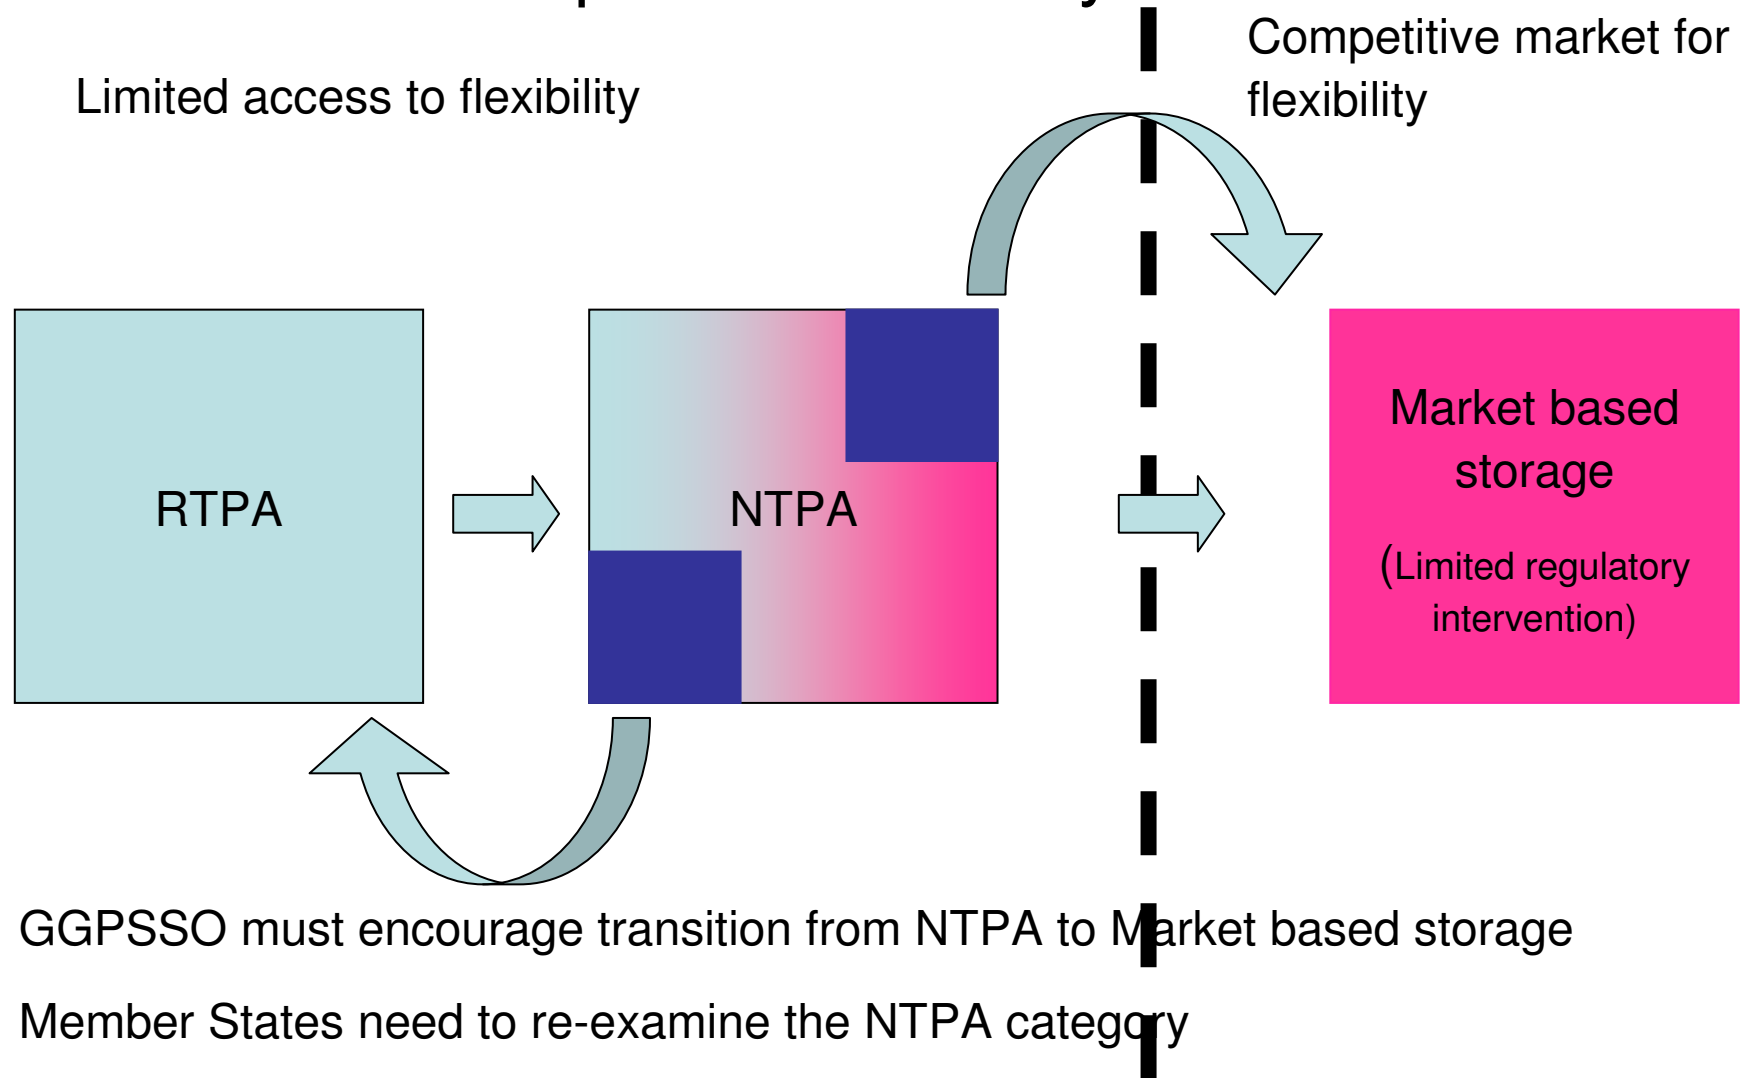 Limited access to flexibility
Competitive market for
flexibility
RTPA
NTPA
Market based
storage
(Limited regulatory
intervention)
GGPSSO must encourage transition from NTPA to Market based storage
Member States need to re-examine the NTPA category